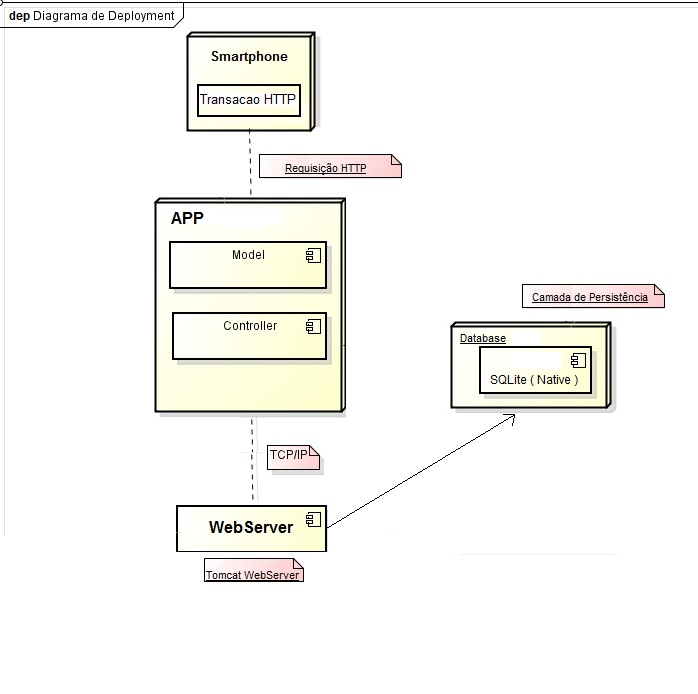 dep Diagrama de Deployment
Smartphone
Transacao HTTP
Requisição HTTP
APP
Model
Controller
Camada de Persistência
Database
SQLite ( Native )
TCP/IP
WebServer
Tomcat WebServer